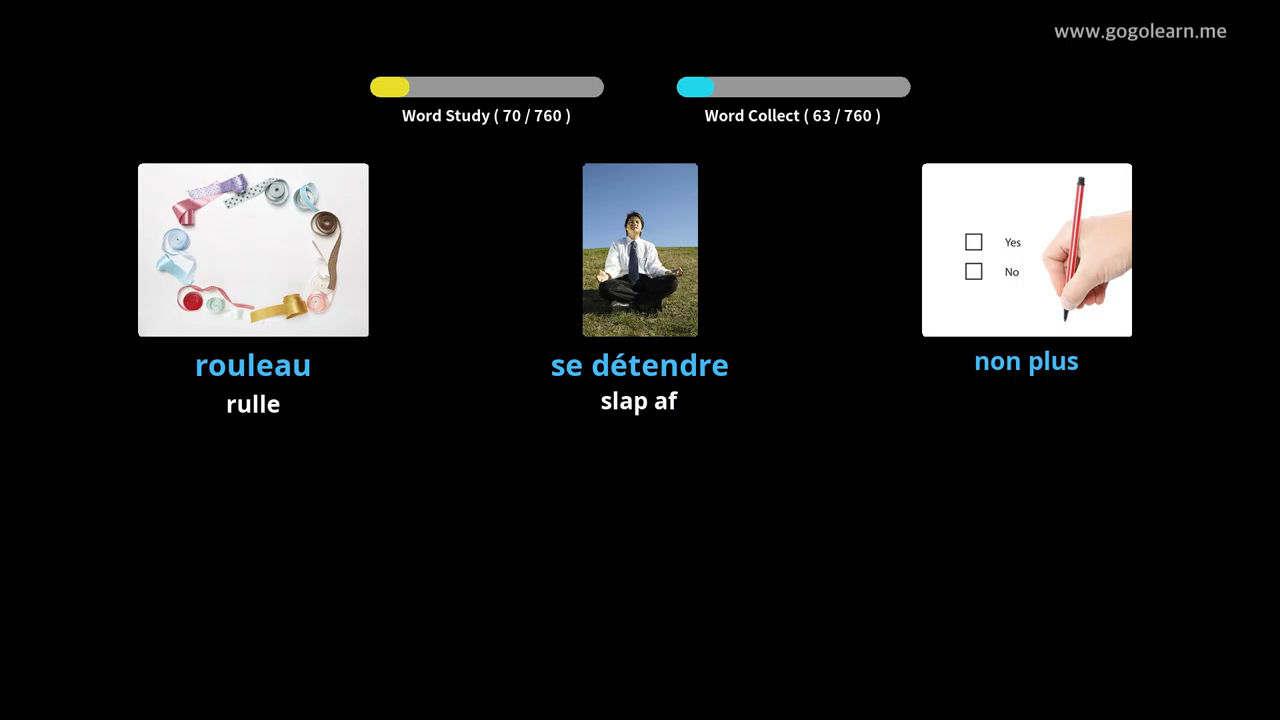 www.gogolearn.me
Word Study ( 70 / 760 )
Word Collect ( 63 / 760 )
Yes
No
rouleau
rulle
se détendre
slap af
non plus